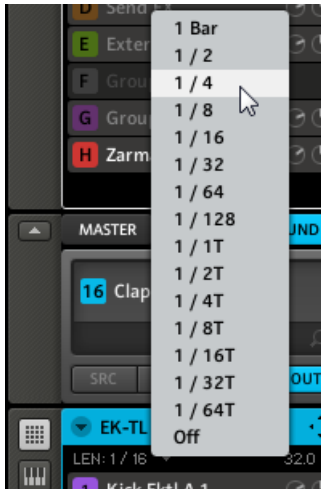 D Send
1 Bar
E Exter
1 / 2
F Group
1 / 4
1 / 8
G Grou
1 / 16
H Zarm
1 / 32
1 / 64
1 / 128
MASTER
1 / 1T
UND
1 / 2T
16 Clap
1 / 4T
1 / 8T
1 / 16T
SRC
1 / 32T
OUT
1 / 64T
EK-TL
Off
LEN: 1 / 16
32.0
1 Kick Ektl A 1